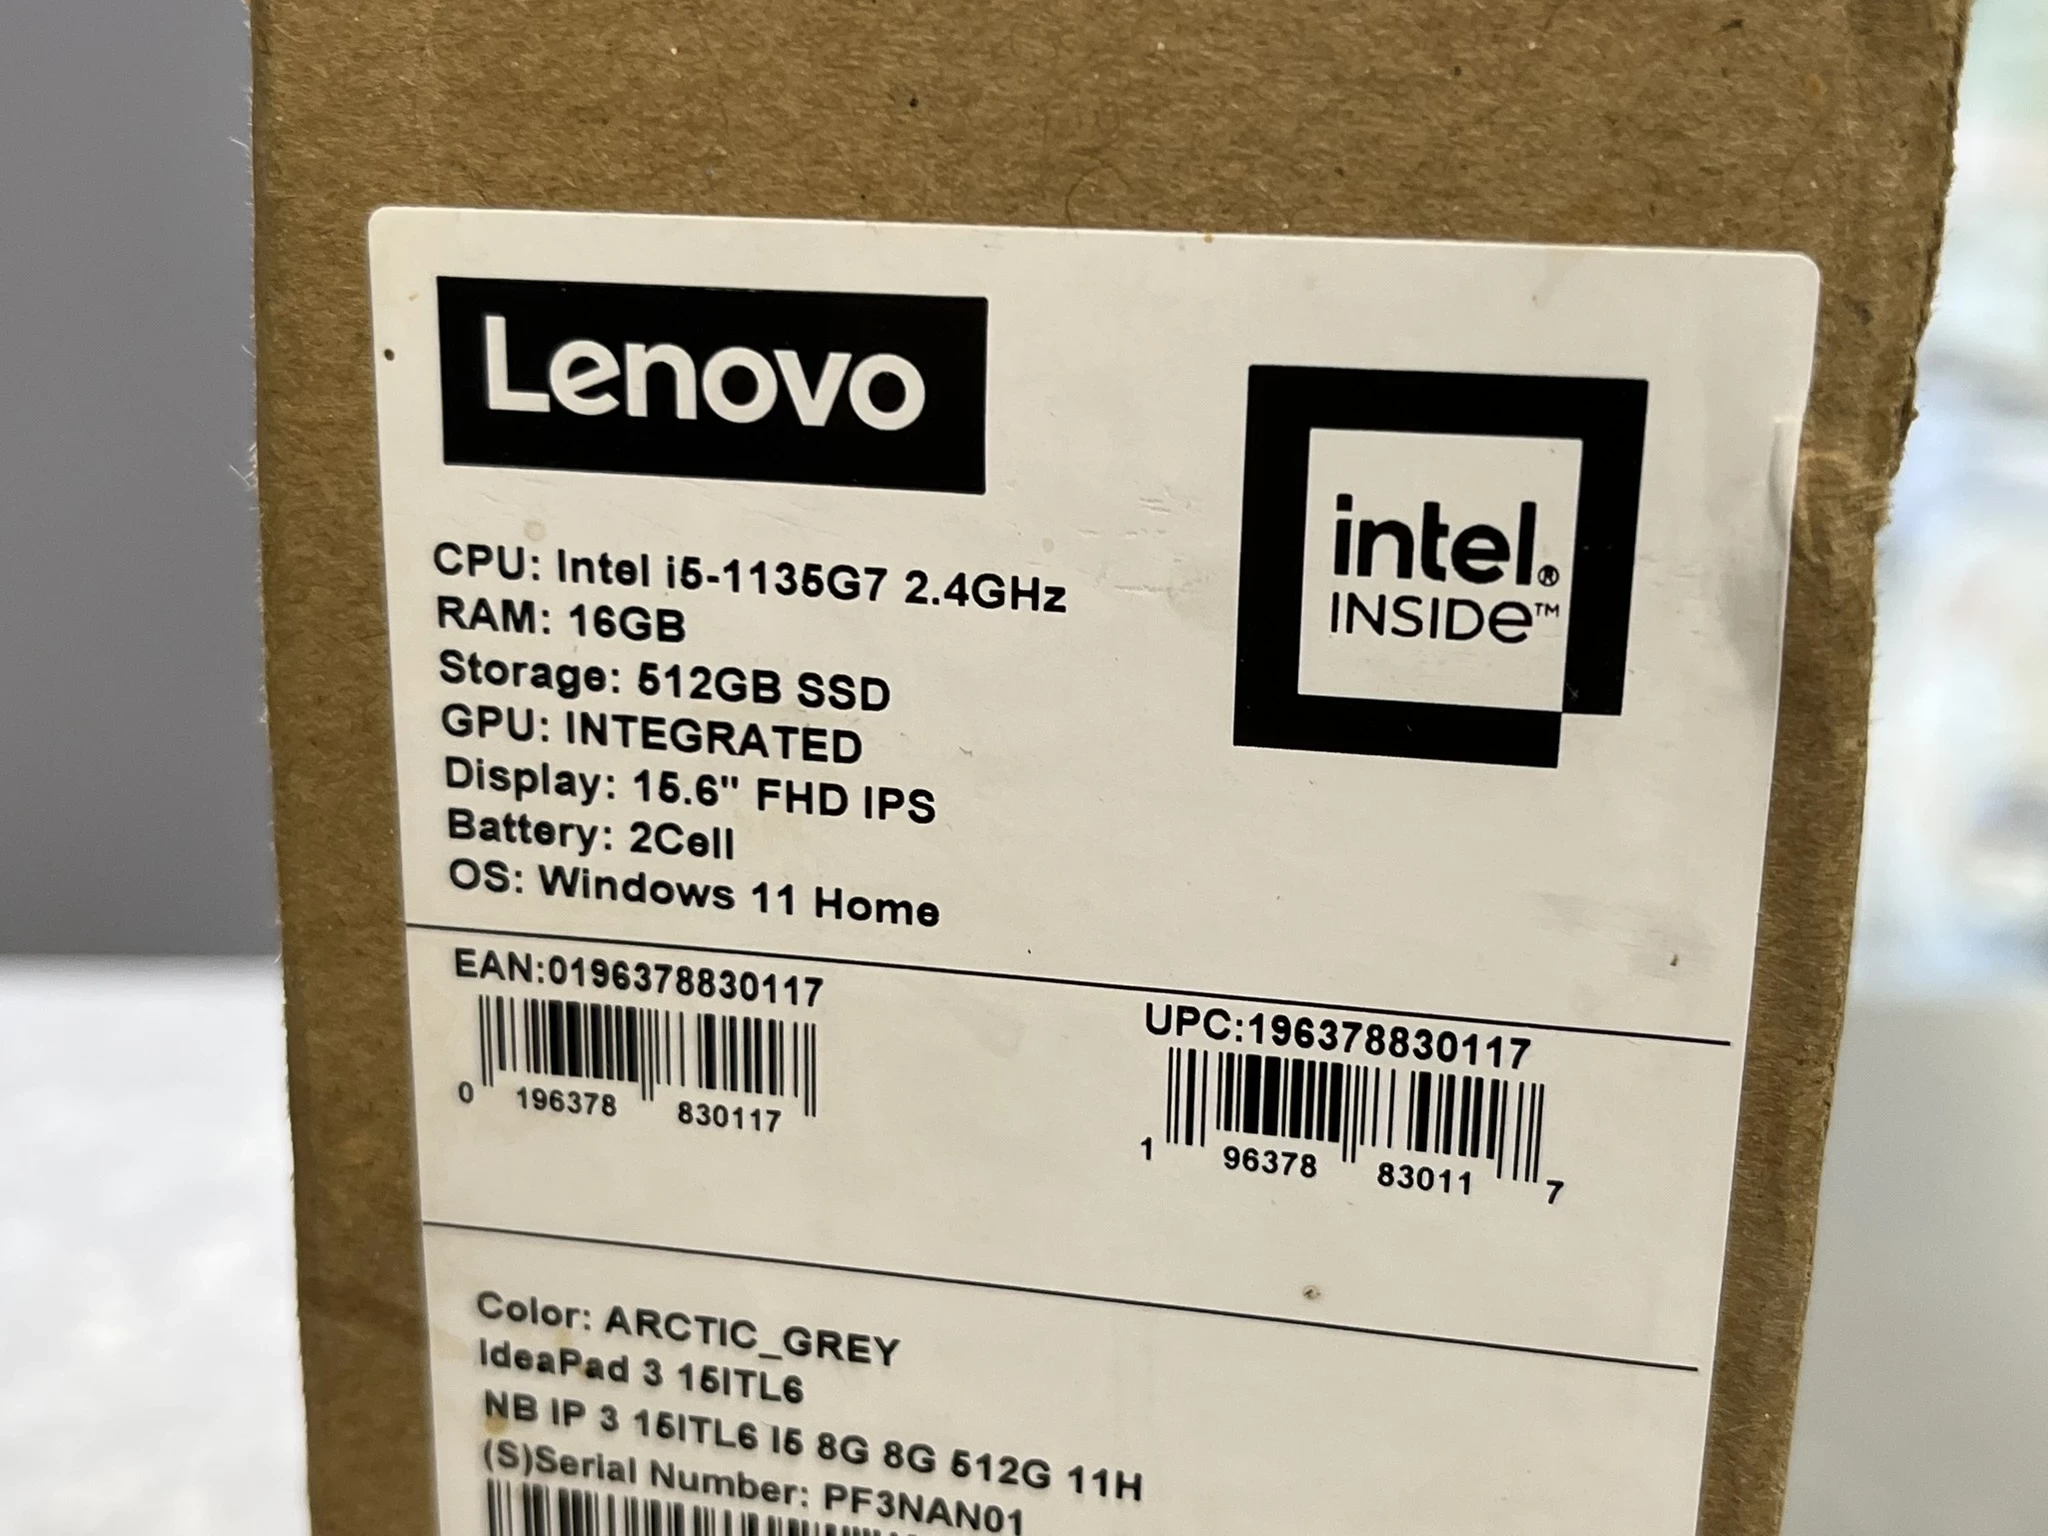 Lenovo
intel®
INSIDE™
CPU: Intel i5-1135G7 2.4GHz
RAM: 16GB
Storage: 512GB SSD
GPU: INTEGRATED
Display: 15.6" FHD IPS
Battery: 2Cell
OS: Windows 11 Home
EAN:0196378830117
0 196378 830117
UPC:196378830117
1 96378 83011 7
Color: ARCTIC_GREY
IdeaPad 3 15ITL6
NB IP 3 15ITL6 I5 8G 8G 512G 11H
(S)Serial Number: PF3NAN01